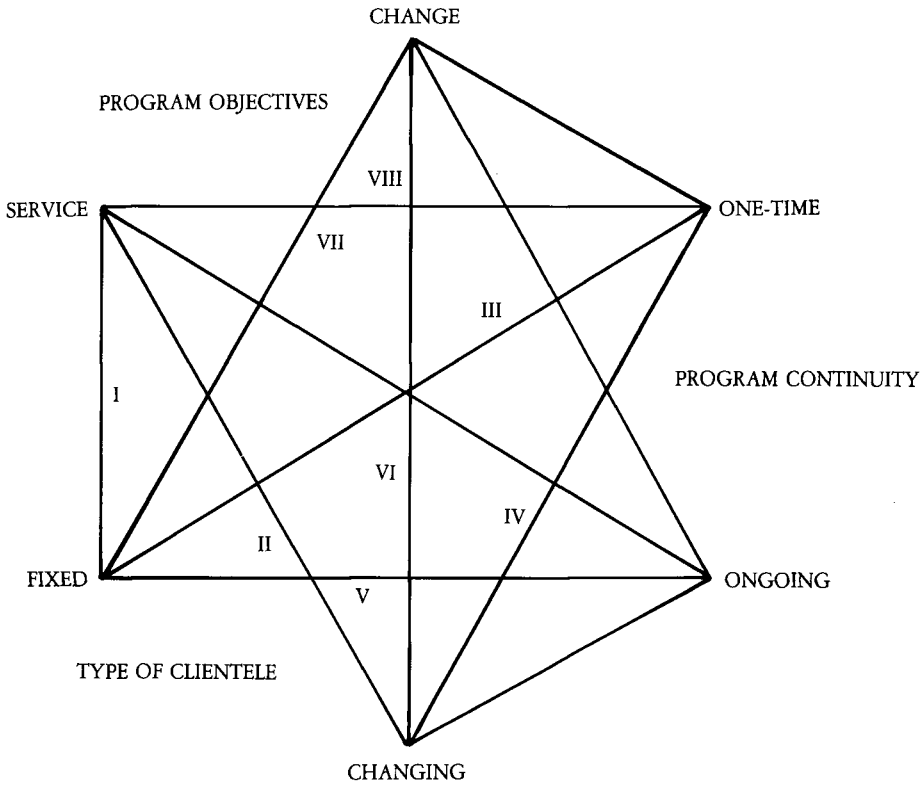 CHANGE
PROGRAM OBJECTIVES
VIII
SERVICE
ONE-TIME
VII
III
PROGRAM CONTINUITY
I
VI
IV
II
FIXED
ONGOING
V
TYPE OF CLIENTELE
CHANGING